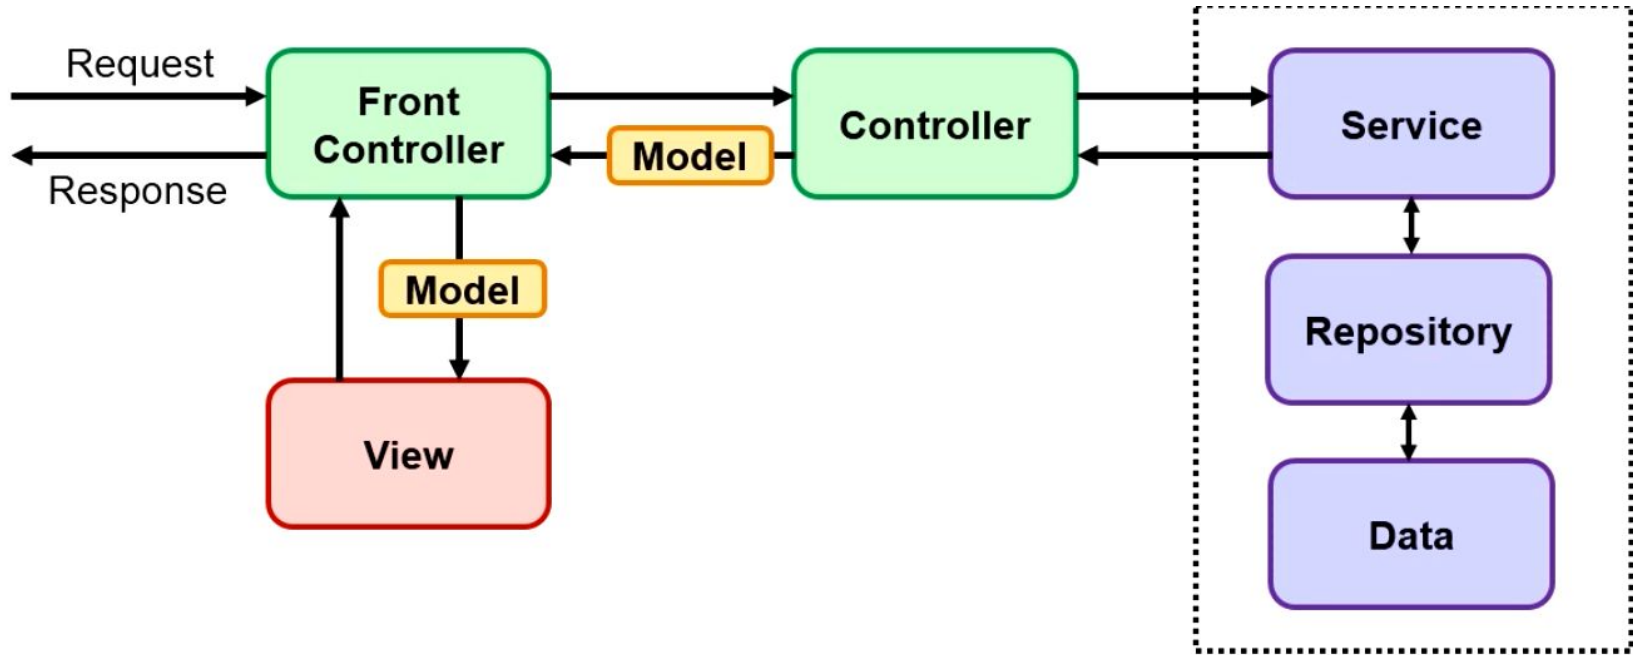 Request
Response
Front
Controller
Model
Controller
Service
Model
Repository
View
Data